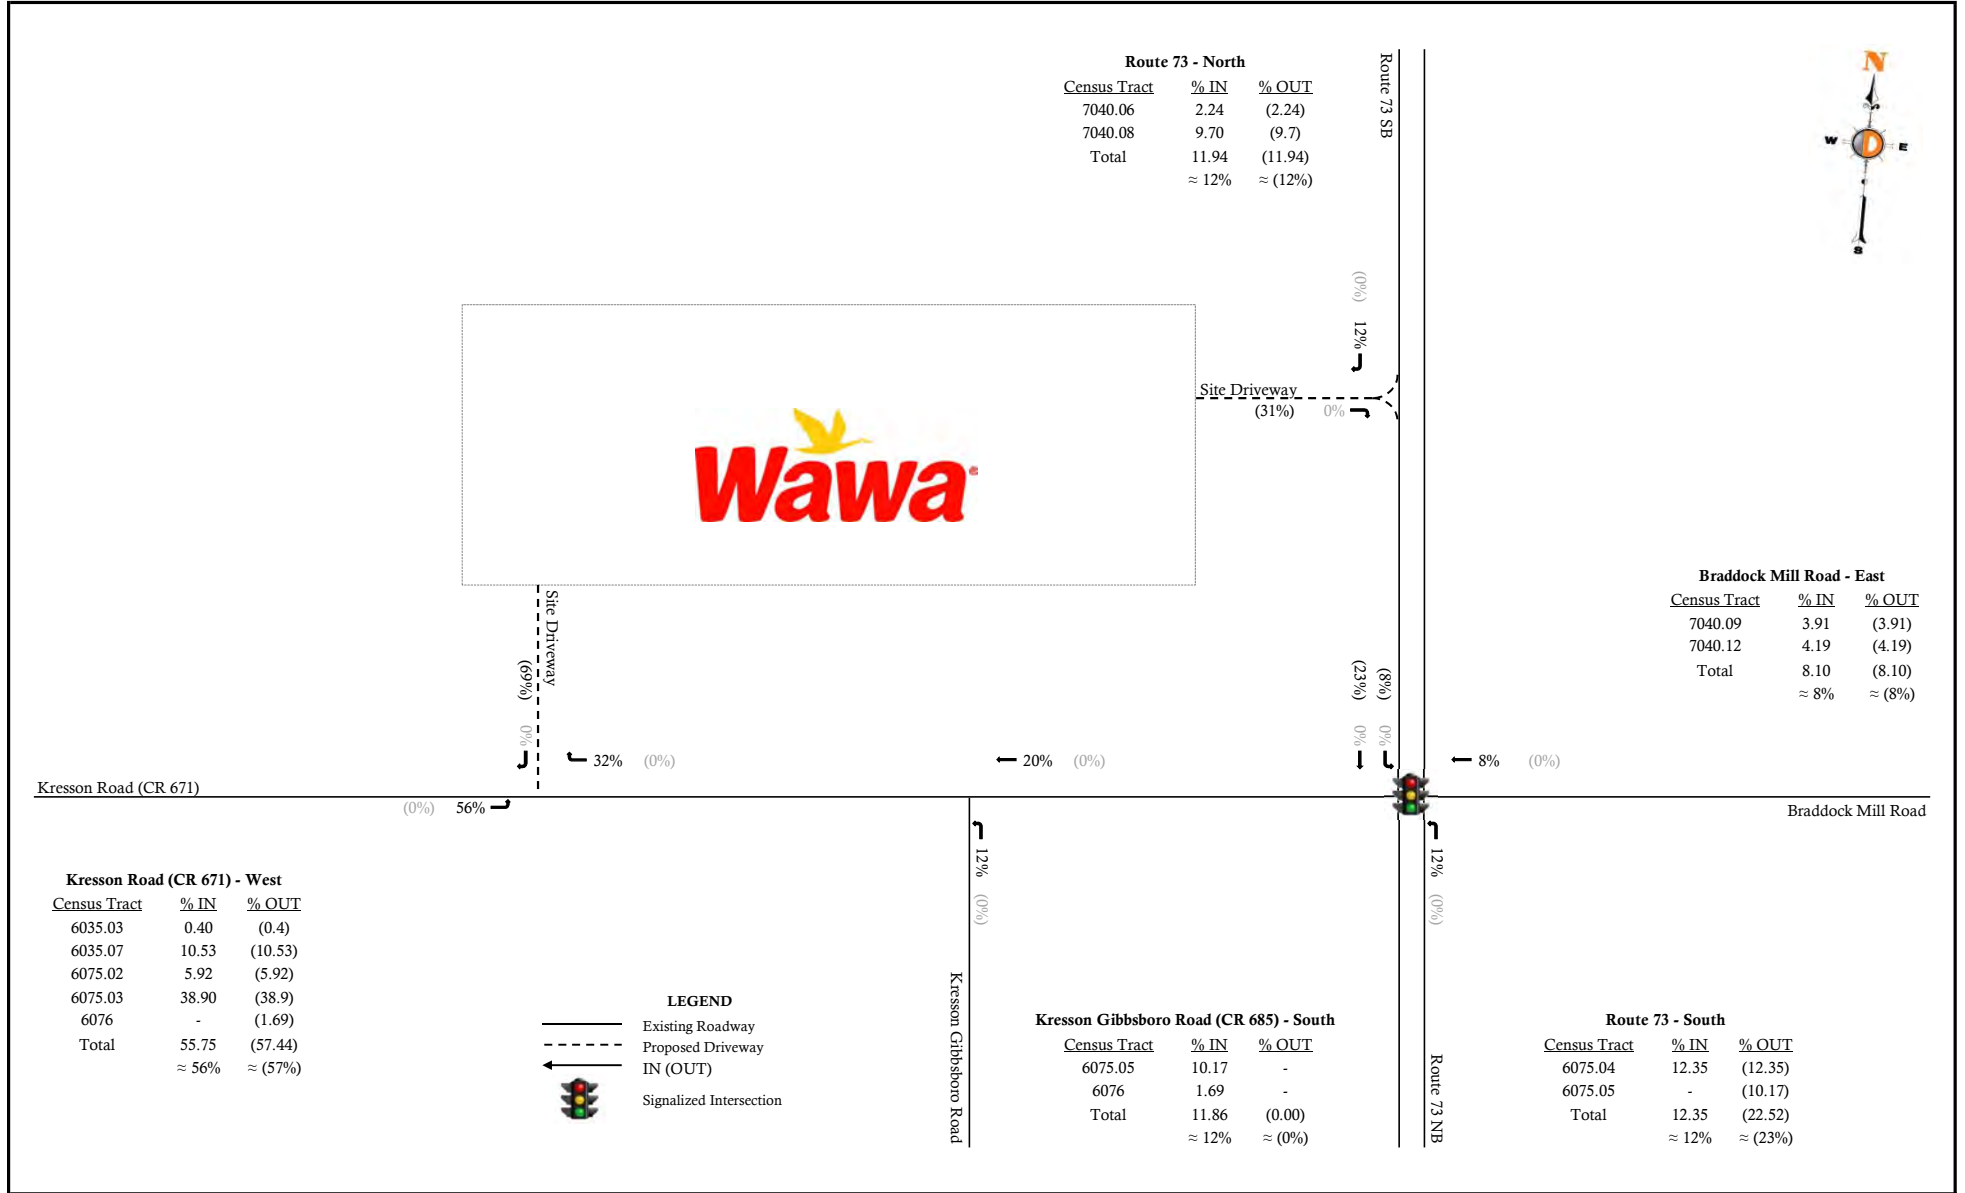 Route 73 - North
Census Tract % IN % OUT
7040.06 2.24 (2.24)
7040.08 9.70 (9.7)
Total 11.94 (11.94)
≈ 12% ≈ (12%)
Route 73 SB
N
W D E
S
(0%) 12%
Wawa
Site Driveway
(31%) 0%
Braddock Mill Road - East
Census Tract % IN % OUT
7040.09 3.91 (3.91)
7040.12 4.19 (4.19)
Total 8.10 (8.10)
≈ 8% ≈ (8%)
Site Driveway
(69%) 0%
32% (0%)
20% (0%)
(23%) 0%
(8%) 0%
8% (0%)
Kresson Road (CR 671)
(0%) 56%
Braddock Mill Road
12% (0%)
12% (0%)
Kresson Road (CR 671) - West
Census Tract % IN % OUT
6035.03 0.40 (0.4)
6035.07 10.53 (10.53)
6075.02 5.92 (5.92)
6075.03 38.90 (38.9)
6076 - (1.69)
Total 55.75 (57.44)
≈ 56% ≈ (57%)
LEGEND
Existing Roadway
Proposed Driveway
IN (OUT)
Signalized Intersection
Kresson Gibbsboro Road
Kresson Gibbsboro Road (CR 685) - South
Census Tract % IN % OUT
6075.05 10.17 -
6076 1.69 -
Total 11.86 (0.00)
≈ 12% ≈ (0%)
Route 73 NB
Route 73 - South
Census Tract % IN % OUT
6075.04 12.35 (12.35)
6075.05 - (10.17)
Total 12.35 (22.52)
≈ 12% ≈ (23%)